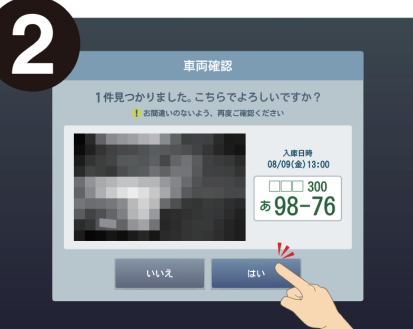 2
車両確認
1件見つかりました。こちらでよろしいですか？
! お間違いのないよう、再度ご確認ください
入庫日時
08/09(金)13:00
□□□ 300
あ 98-76
いいえ
はい